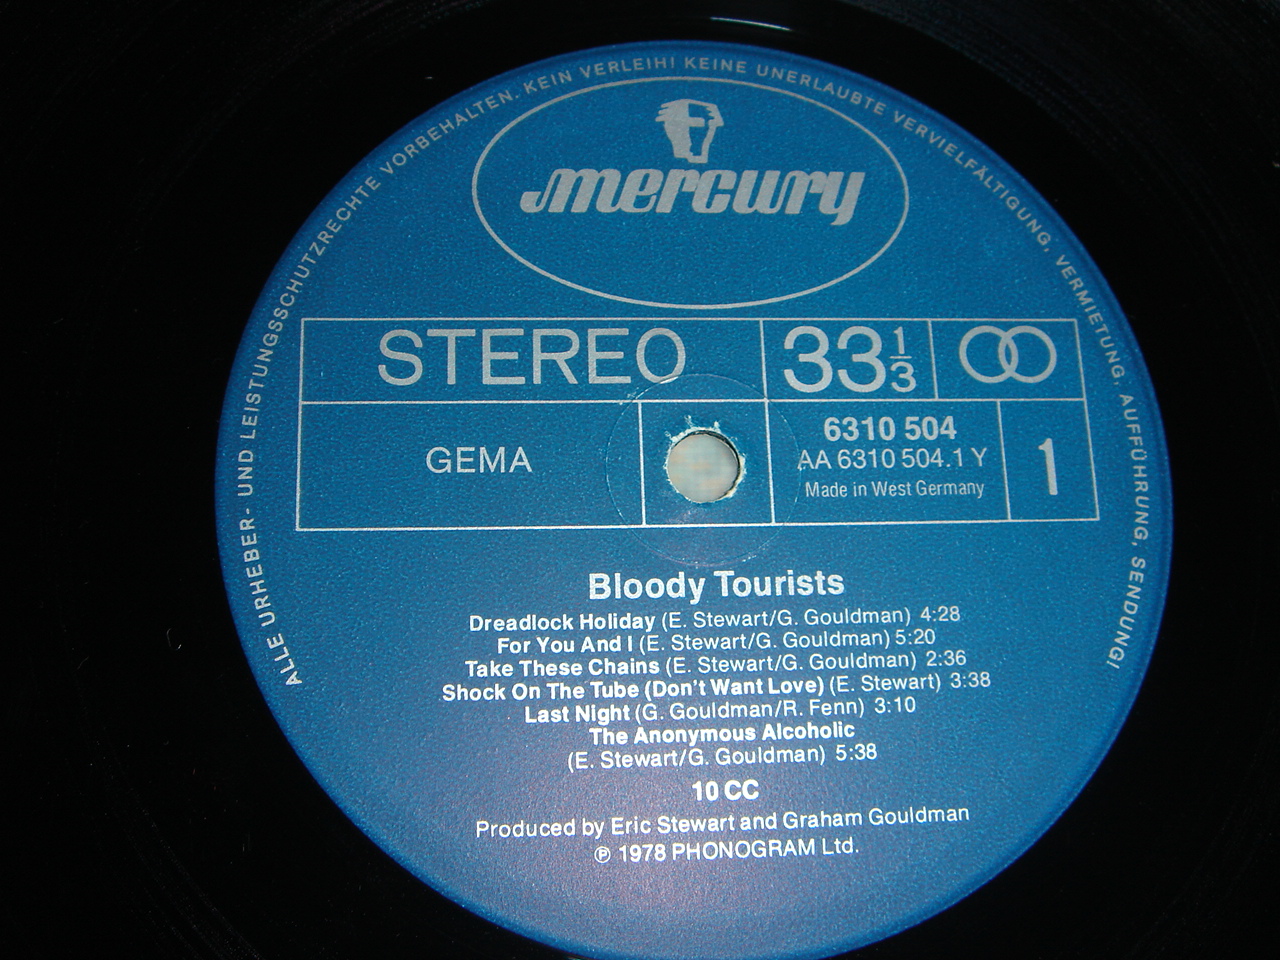 ALLE URHEBER- UND LEISTUNGSSCHUTZRECHTE VORBEHALTEN. KEIN VERLEIH! KEINE UNERLAUBTE VERVIELFÄLTIGUNG, VERMIETUNG, AUFFÜHRUNG, SENDUNG!
mercury
STEREO 33 1/3
GEMA
6310 504
AA 6310 504.1 Y
Made in West Germany
1
Bloody Tourists
Dreadlock Holiday (E. Stewart/G. Gouldman) 4:28
For You And I (E. Stewart/G. Gouldman) 5:20
Take These Chains (E. Stewart/G. Gouldman) 2:36
Shock On The Tube (Don't Want Love) (E. Stewart) 3:38
Last Night (G. Gouldman/R. Fenn) 3:10
The Anonymous Alcoholic
(E. Stewart/G. Gouldman) 5:38
10 CC
Produced by Eric Stewart and Graham Gouldman
℗ 1978 PHONOGRAM Ltd.